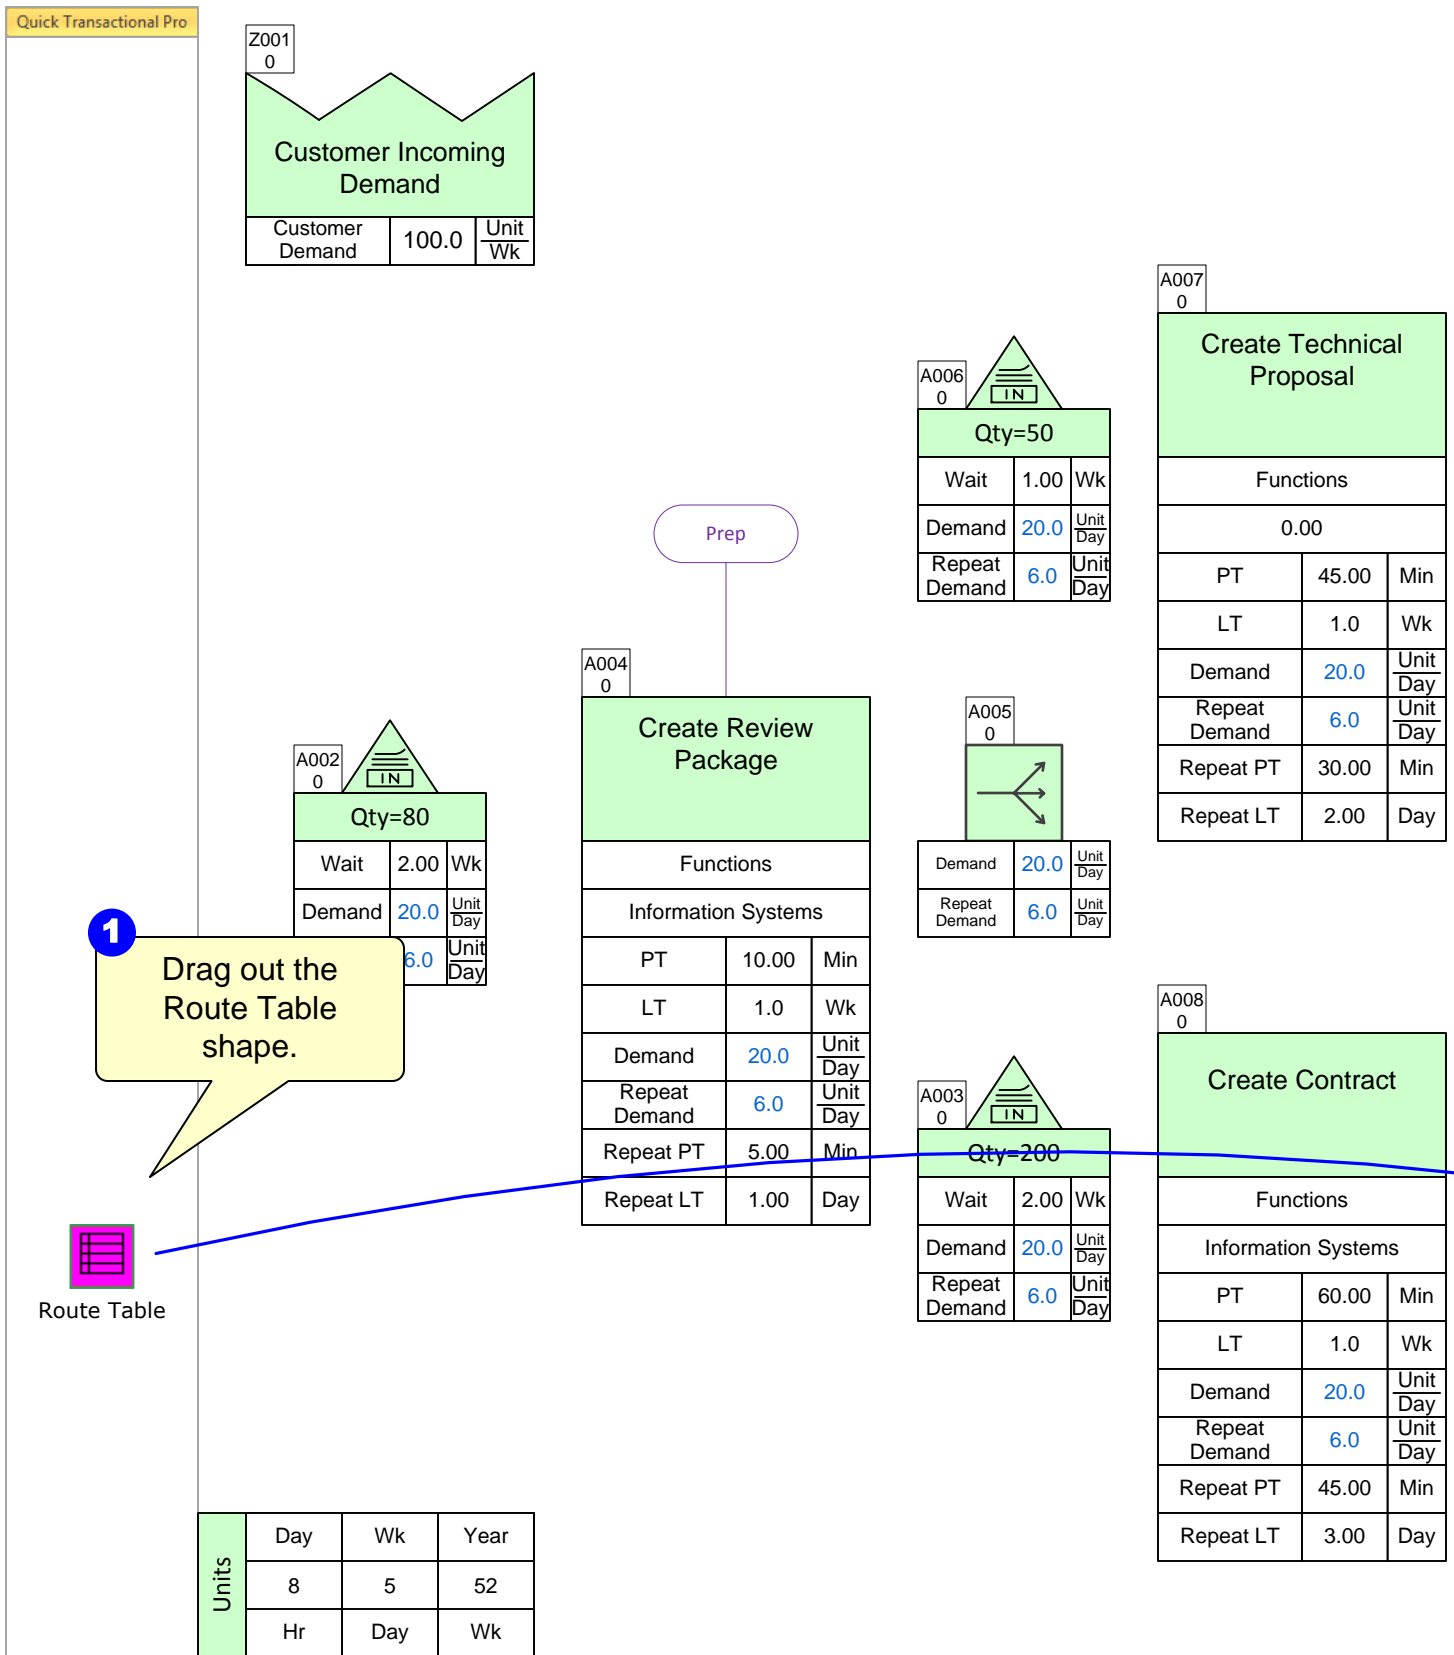 Quick Transactional Pro
Z001
0
Customer Incoming
Demand
Customer
Demand
100.0
Unit
Wk
A007
0
Create Technical
Proposal
Functions
0.00
PT 45.00 Min
LT 1.0 Wk
Demand 20.0 Unit
Day
Repeat
Demand 6.0 Unit
Day
Repeat PT 30.00 Min
Repeat LT 2.00 Day
A006
0
IN
Qty=50
Wait 1.00 Wk
Demand 20.0 Unit
Day
Repeat
Demand 6.0 Unit
Day
Prep
A004
0
Create Review
Package
Functions
Information Systems
PT 10.00 Min
LT 1.0 Wk
Demand 20.0 Unit
Day
Repeat
Demand 6.0 Unit
Day
Repeat PT 5.00 Min
Repeat LT 1.00 Day
A005
0
Demand 20.0 Unit
Day
Repeat
Demand 6.0 Unit
Day
A002
0
IN
Qty=80
Wait 2.00 Wk
Demand 20.0 Unit
Day
6.0 Unit
Day
1
Drag out the
Route Table
shape.
Route Table
A003
0
IN
Qty=200
Wait 2.00 Wk
Demand 20.0 Unit
Day
Repeat
Demand 6.0 Unit
Day
A008
0
Create Contract
Functions
Information Systems
PT 60.00 Min
LT 1.0 Wk
Demand 20.0 Unit
Day
Repeat
Demand 6.0 Unit
Day
Repeat PT 45.00 Min
Repeat LT 3.00 Day
Units
Day Wk Year
8 5 52
Hr Day Wk